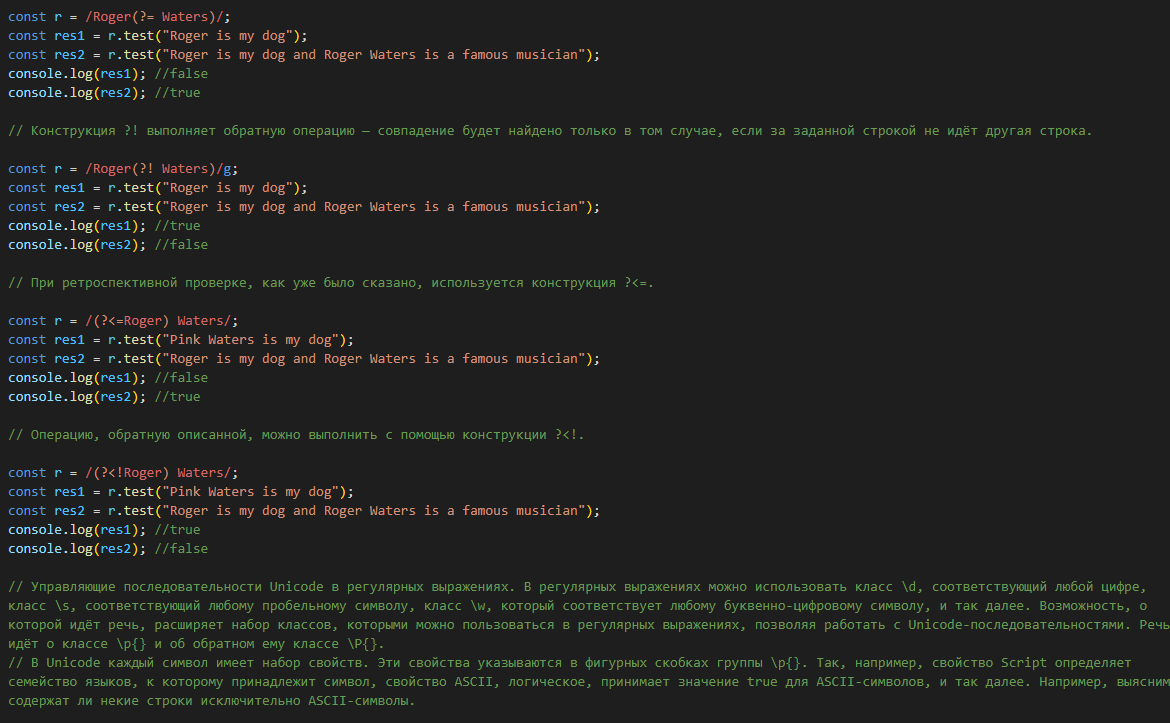 const r = /Roger(?= Waters)/;
const res1 = r.test("Roger is my dog");
const res2 = r.test("Roger is my dog and Roger Waters is a famous musician");
console.log(res1); //false
console.log(res2); //true
// Конструкция ?! выполняет обратную операцию — совпадение будет найдено только в том случае, если за заданной строкой не идёт другая строка.
const r = /Roger(?! Waters)/g;
const res1 = r.test("Roger is my dog");
const res2 = r.test("Roger is my dog and Roger Waters is a famous musician");
console.log(res1); //true
console.log(res2); //false
// При ретроспективной проверке, как уже было сказано, используется конструкция ?<=.
const r = /(?<=Roger) Waters/;
const res1 = r.test("Pink Waters is my dog");
const res2 = r.test("Roger is my dog and Roger Waters is a famous musician");
console.log(res1); //false
console.log(res2); //true
// Операцию, обратную описанной, можно выполнить с помощью конструкции ?<!.
const r = /(?<!Roger) Waters/;
const res1 = r.test("Pink Waters is my dog");
const res2 = r.test("Roger is my dog and Roger Waters is a famous musician");
console.log(res1); //true
console.log(res2); //false
// Управляющие последовательности Unicode в регулярных выражениях. В регулярных выражениях можно использовать класс \d, соответствующий любой цифре,
класс \s, соответствующий любому пробельному символу, класс \w, который соответствует любому буквенно-цифровому символу, и так далее. Возможность, о
которой идёт речь, расширяет набор классов, которыми можно пользоваться в регулярных выражениях, позволяя работать с Unicode-последовательностями. Речь
идёт о классе \p{} и об обратном ему классе \P{}.
// В Unicode каждый символ имеет набор свойств. Эти свойства указываются в фигурных скобках группы \p{}. Так, например, свойство Script определяет
семейство языков, к которому принадлежит символ, свойство ASCII, логическое, принимает значение true для ASCII-символов, и так далее. Например, выясним
содержат ли некие строки исключительно ASCII-символы.